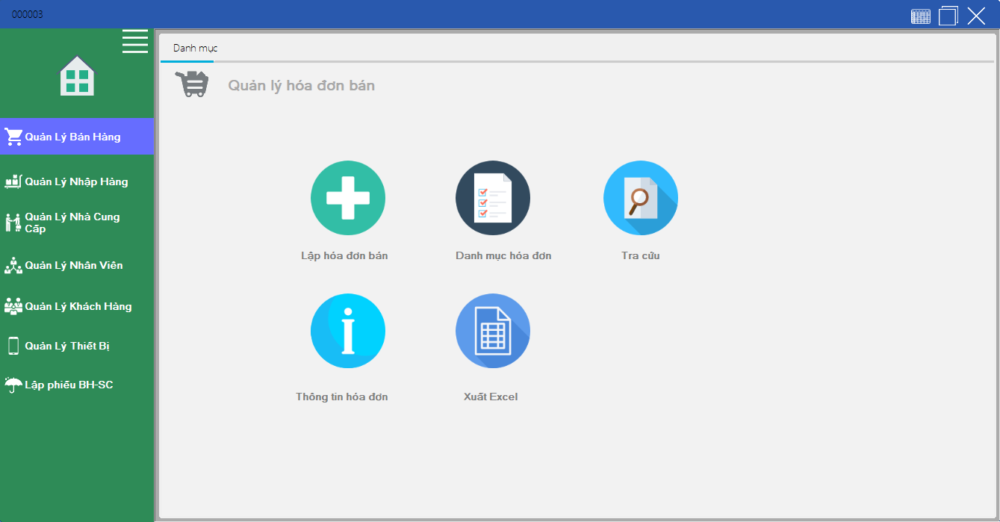 000003
Danh mục
Quản lý hóa đơn bán
Quản Lý Bán Hàng
Quản Lý Nhập Hàng
Quản Lý Nhà Cung
Cấp
Quản Lý Nhân Viên
Quản Lý Khách Hàng
Quản Lý Thiết Bị
Lập phiếu BH-SC
Lập hóa đơn bán
Danh mục hóa đơn
Tra cứu
Thông tin hóa đơn
Xuất Excel